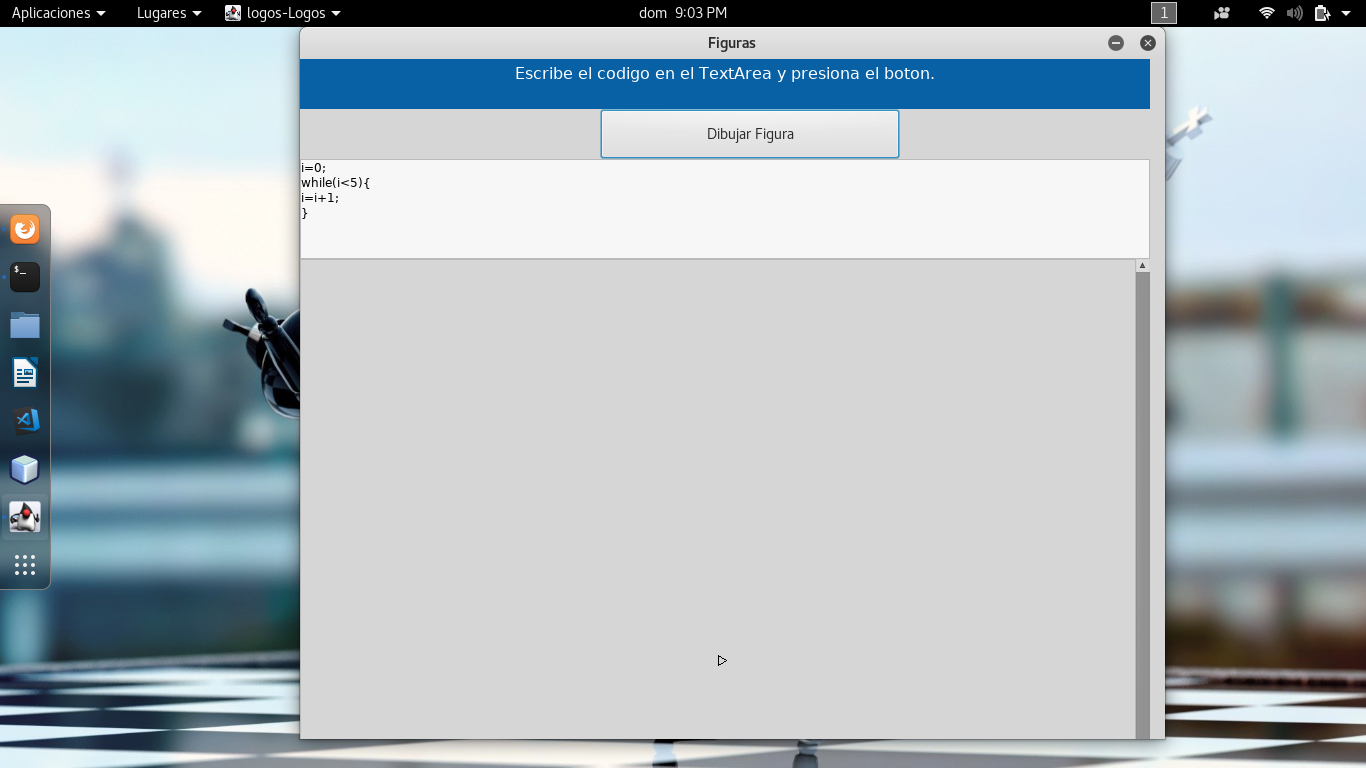 Aplicaciones Lugares logos-Logos dom 9:03 PM 1
Figuras
Escribe el codigo en el TextArea y presiona el boton.
Dibujar Figura
i=0;
while(i<5){
i=i+1;
}
$_